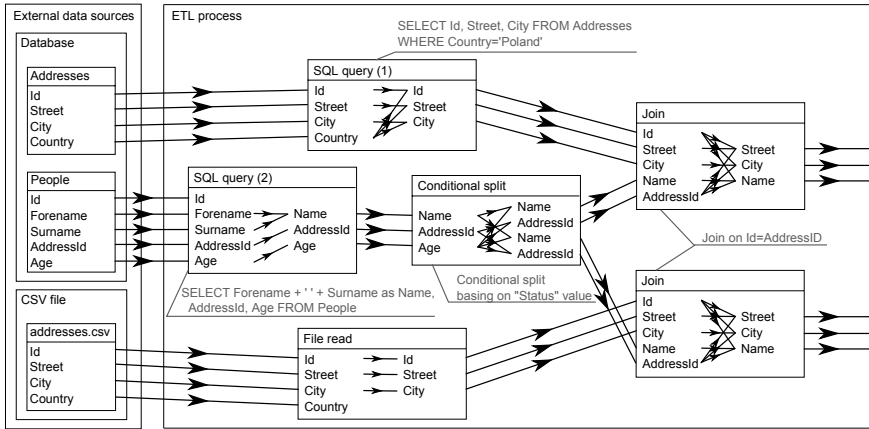 External data sources
ETL process
Database
SELECT Id, Street, City FROM Addresses
WHERE Country='Poland'
Addresses
Id
Street
City
Country
SQL query (1)
Id Id
Street Street
City City
Country
Join
Id
Street Street
City City
Name Name
AddressId
People
Id
Forename
Surname
AddressId
Age
SQL query (2)
Id
Forename Name
Surname AddressId
AddressId Age
Age
Conditional split
Name Name
AddressId AddressId
Age Name
AddressId
Join on Id=AddressID
SELECT Forename + ' ' + Surname as Name,
AddressId, Age FROM People
Conditional split
basing on "Status" value
Join
Id
Street Street
City City
Name Name
AddressId
CSV file
addresses.csv
Id
Street
City
Country
File read
Id Id
Street Street
City City
Country